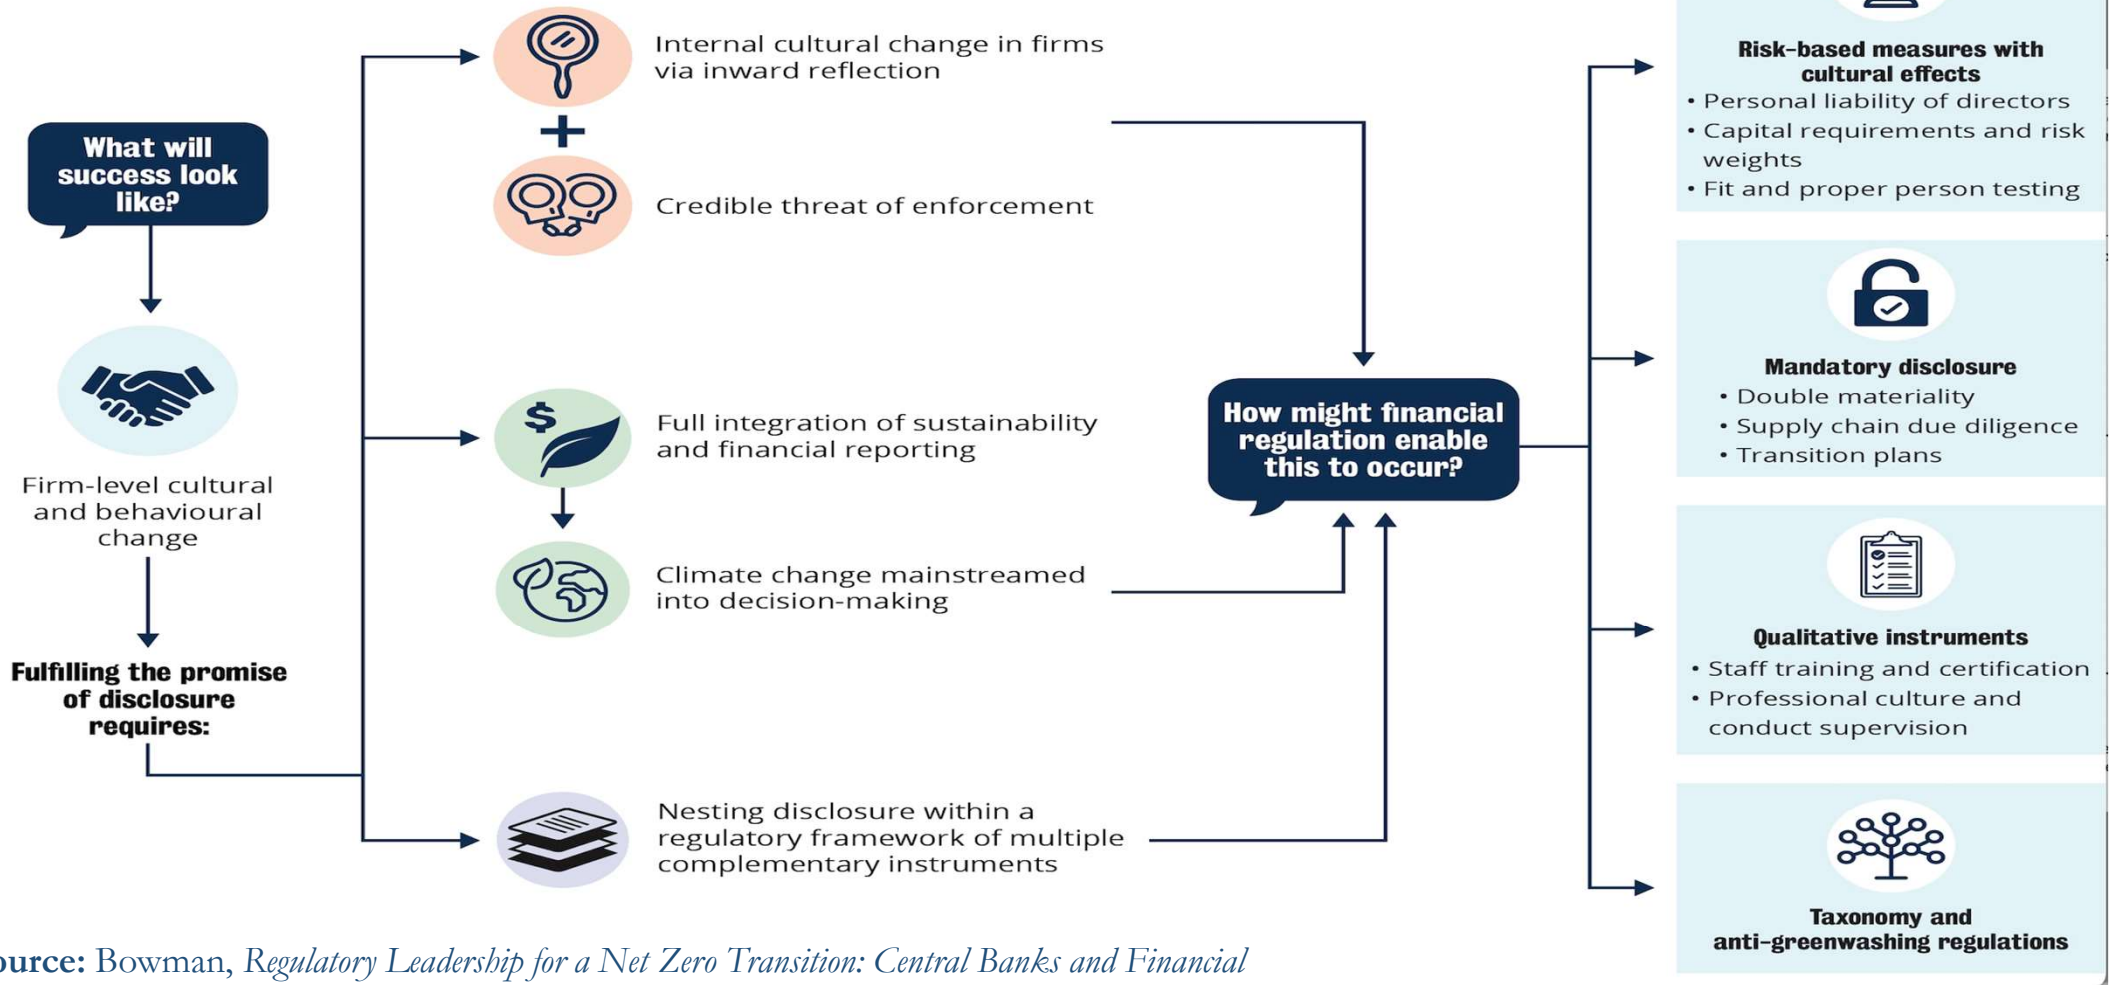 What will
success look
like?
Firm-level cultural
and behavioural
change
Fulfilling the promise
of disclosure
requires:
Internal cultural change in firms
via inward reflection
Credible threat of enforcement
$
Full integration of sustainability
and financial reporting
Climate change mainstreamed
into decision-making
Nesting disclosure within a
regulatory framework of multiple
complementary instruments
How might financial
regulation enable
this to occur?
Risk-based measures with
cultural effects
• Personal liability of directors
• Capital requirements and risk
weights
• Fit and proper person testing
Mandatory disclosure
• Double materiality
• Supply chain due diligence
• Transition plans
Qualitative instruments
• Staff training and certification
• Professional culture and
conduct supervision
Taxonomy and
anti-greenwashing regulations
ource: Bowman, Regulatory Leadership for a Net Zero Transition: Central Banks and Financial